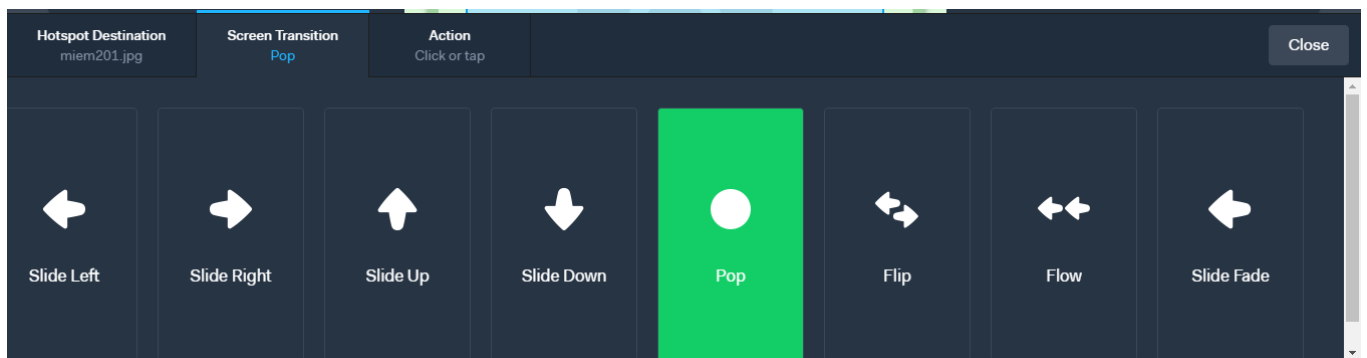 Hotspot Destination
miem201.jpg
Screen Transition
Pop
Action
Click or tap
Close
Slide Left
Slide Right
Slide Up
Slide Down
Pop
Flip
Flow
Slide Fade